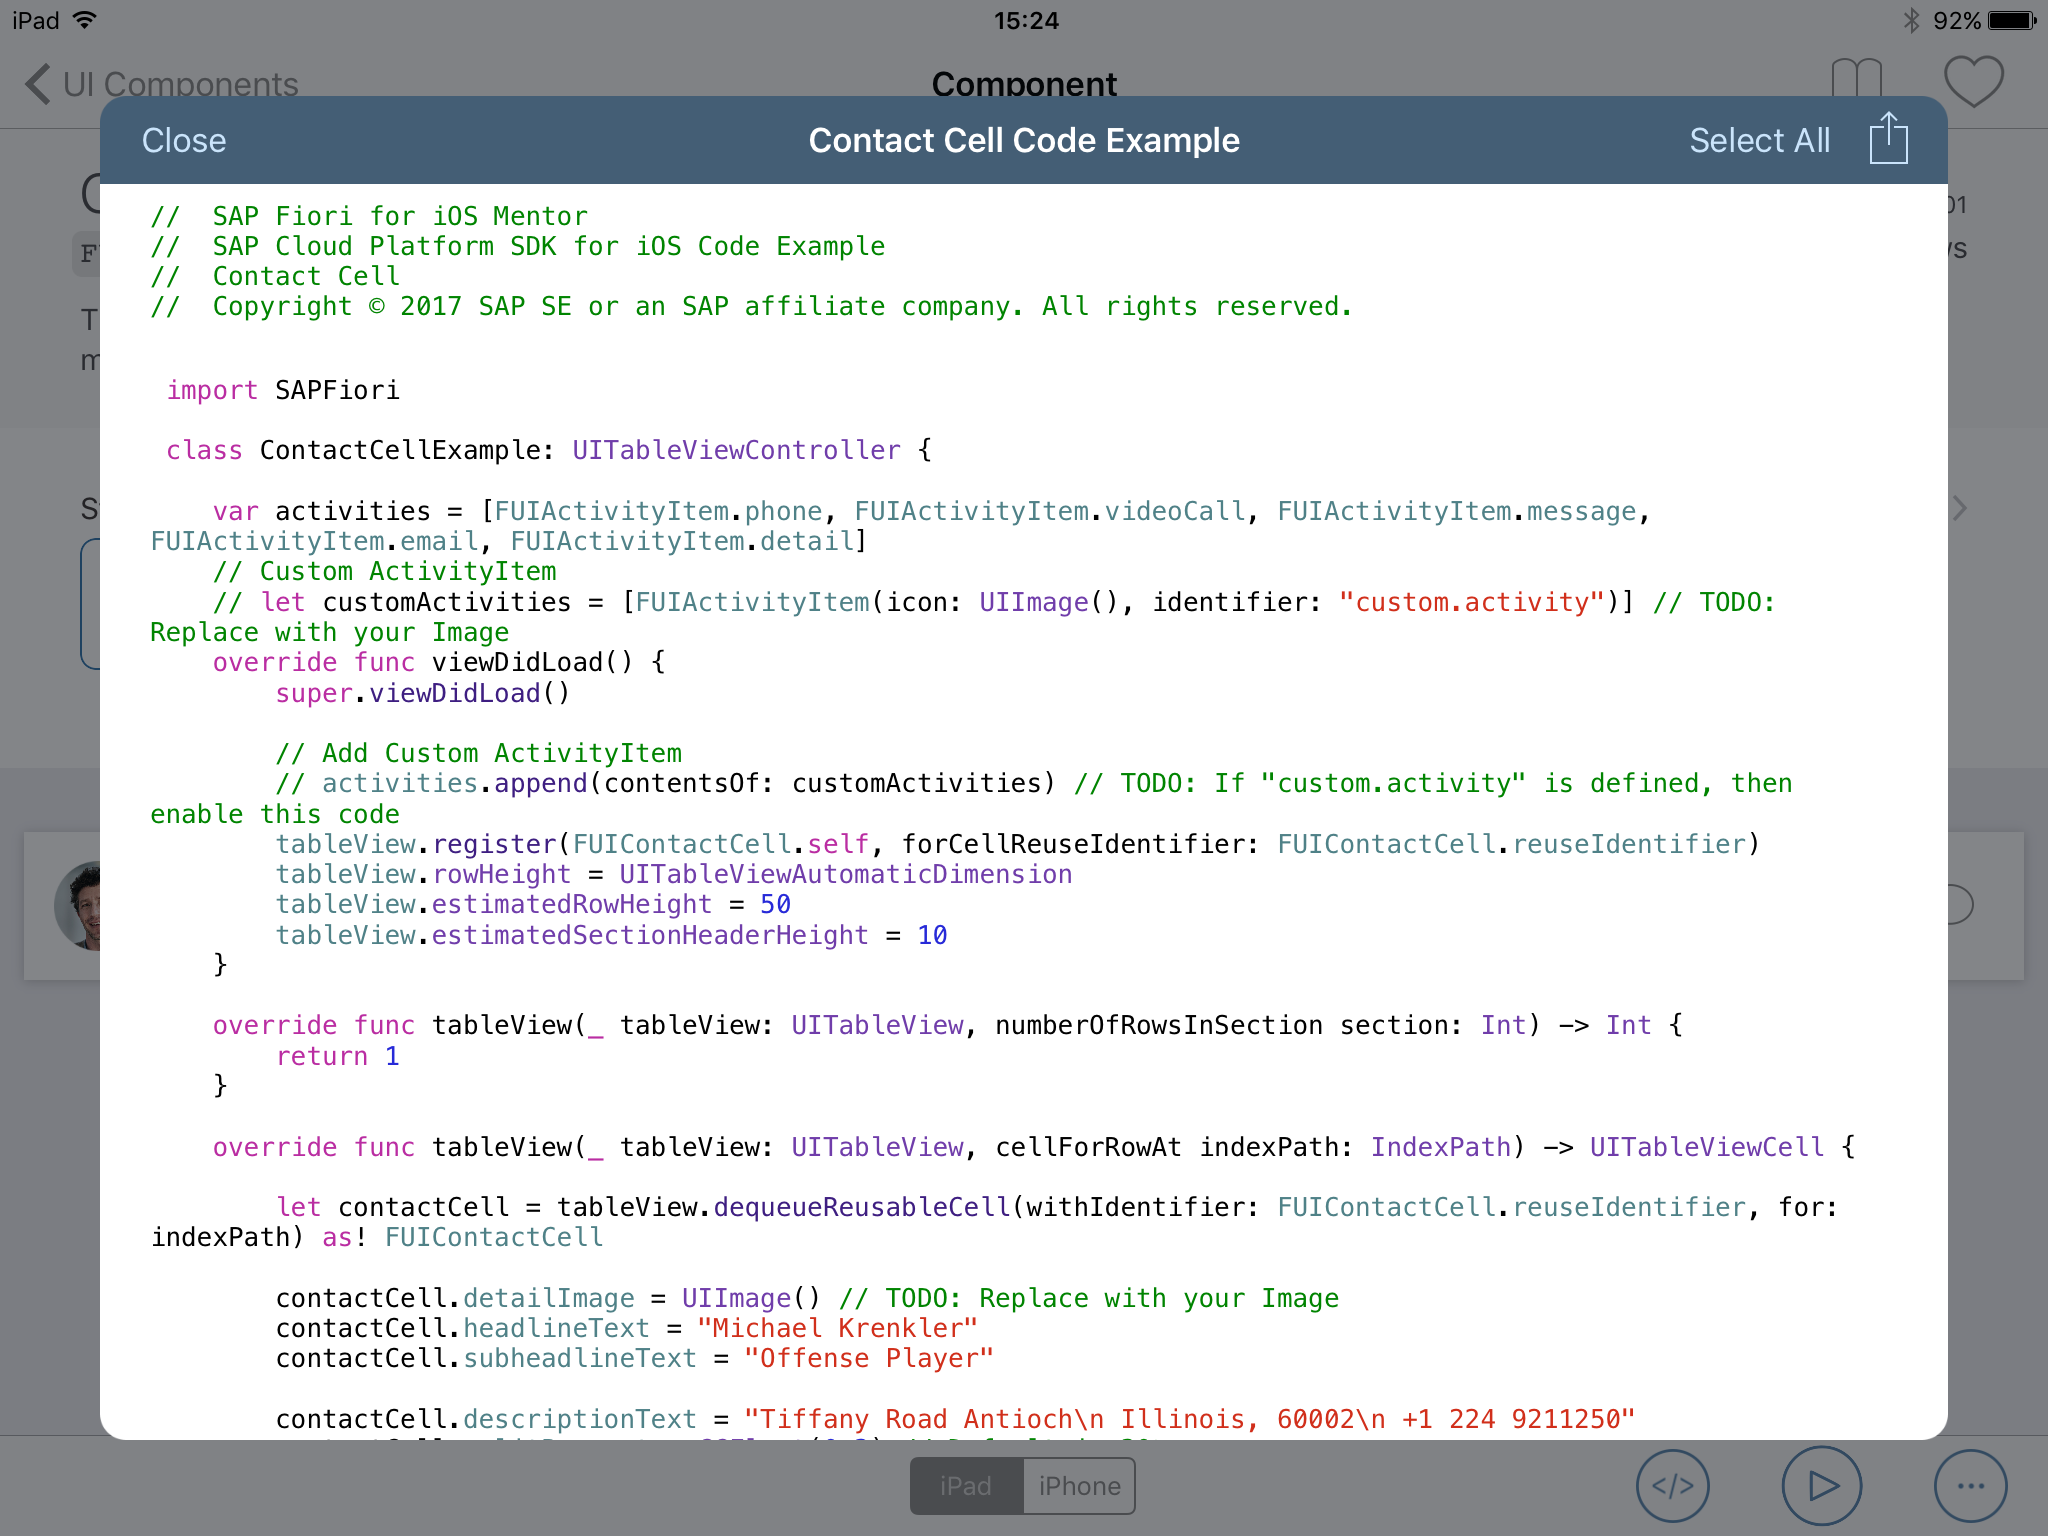 iPad
15:24
92%
UI Components
Component
Close
Contact Cell Code Example
Select All
//  SAP Fiori for iOS Mentor
//  SAP Cloud Platform SDK for iOS Code Example
//  Contact Cell
//  Copyright © 2017 SAP SE or an SAP affiliate company. All rights reserved.
import SAPFiori
class ContactCellExample: UITableViewController {
var activities = [FUIActivityItem.phone, FUIActivityItem.videoCall, FUIActivityItem.message,
FUIActivityItem.email, FUIActivityItem.detail]
// Custom ActivityItem
// let customActivities = [FUIActivityItem(icon: UIImage(), identifier: "custom.activity")] // TODO:
Replace with your Image
override func viewDidLoad() {
super.viewDidLoad()
// Add Custom ActivityItem
// activities.append(contentsOf: customActivities) // TODO: If "custom.activity" is defined, then
enable this code
tableView.register(FUIContactCell.self, forCellReuseIdentifier: FUIContactCell.reuseIdentifier)
tableView.rowHeight = UITableViewAutomaticDimension
tableView.estimatedRowHeight = 50
tableView.estimatedSectionHeaderHeight = 10
}
override func tableView(_ tableView: UITableView, numberOfRowsInSection section: Int) -> Int {
return 1
}
override func tableView(_ tableView: UITableView, cellForRowAt indexPath: IndexPath) -> UITableViewCell {
let contactCell = tableView.dequeueReusableCell(withIdentifier: FUIContactCell.reuseIdentifier, for:
indexPath) as! FUIContactCell
contactCell.detailImage = UIImage() // TODO: Replace with your Image
contactCell.headlineText = "Michael Krenkler"
contactCell.subheadlineText = "Offense Player"
contactCell.descriptionText = "Tiffany Road Antioch\n Illinois, 60002\n +1 224 9211250"
iPad
iPhone